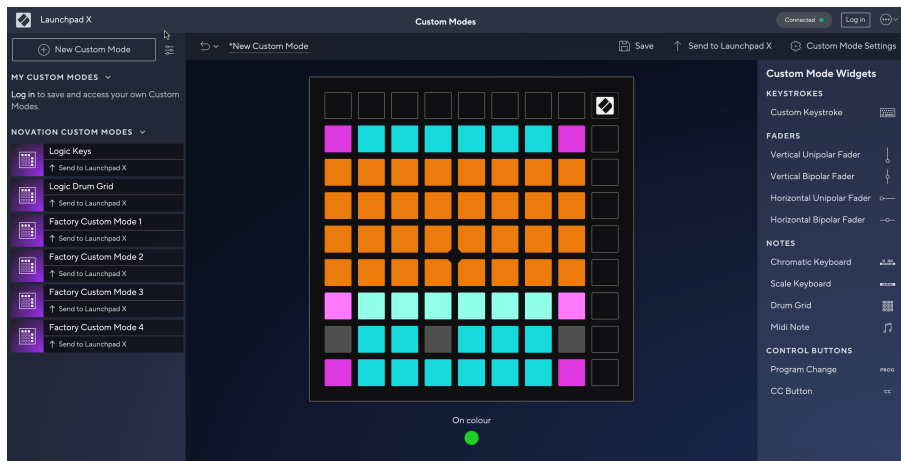 Launchpad X
Custom Modes
Connected
Log in
New Custom Mode
*New Custom Mode
Save
Send to Launchpad X
Custom Mode Settings
MY CUSTOM MODES
Log in to save and access your own Custom
Modes.
NOVATION CUSTOM MODES
Logic Keys
Send to Launchpad X
Logic Drum Grid
Send to Launchpad X
Factory Custom Mode 1
Send to Launchpad X
Factory Custom Mode 2
Send to Launchpad X
Factory Custom Mode 3
Send to Launchpad X
Factory Custom Mode 4
Send to Launchpad X
On colour
Custom Mode Widgets
KEYSTROKES
Custom Keystroke
FADERS
Vertical Unipolar Fader
Vertical Bipolar Fader
Horizontal Unipolar Fader
Horizontal Bipolar Fader
NOTES
Chromatic Keyboard
Scale Keyboard
Drum Grid
Midi Note
CONTROL BUTTONS
Program Change PROG
CC Button CC